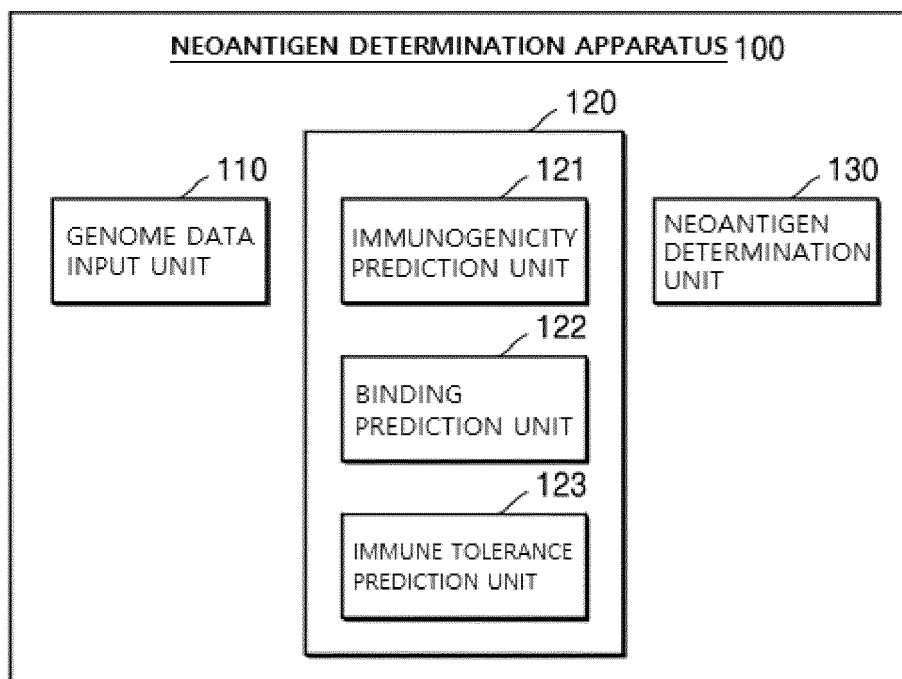 NEOANTIGEN DETERMINATION APPARATUS 100
120
110
GENOME DATA
INPUT UNIT
121
IMMUNOGENICITY
PREDICTION UNIT
130
NEOANTIGEN
DETERMINATION
UNIT
122
BINDING
PREDICTION UNIT
123
IMMUNE TOLERANCE
PREDICTION UNIT